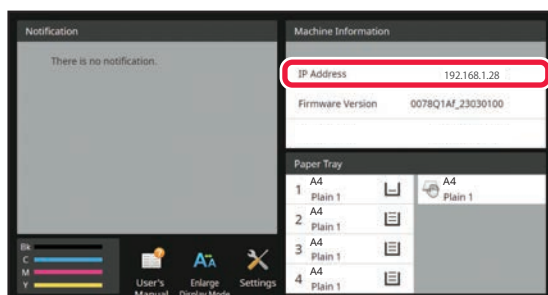 Notification
There is no notification.
Machine Information
IP Address 192.168.1.28
Firmware Version 0078Q1Af_23030100
Paper Tray
1 A4
Plain 1
A4
Plain 1
2 A4
Plain 1
3 A4
Plain 1
4 A4
Plain 1
Bk
C
M
Y
User's
Manual
AA
Enlarge
Display Mode
Settings